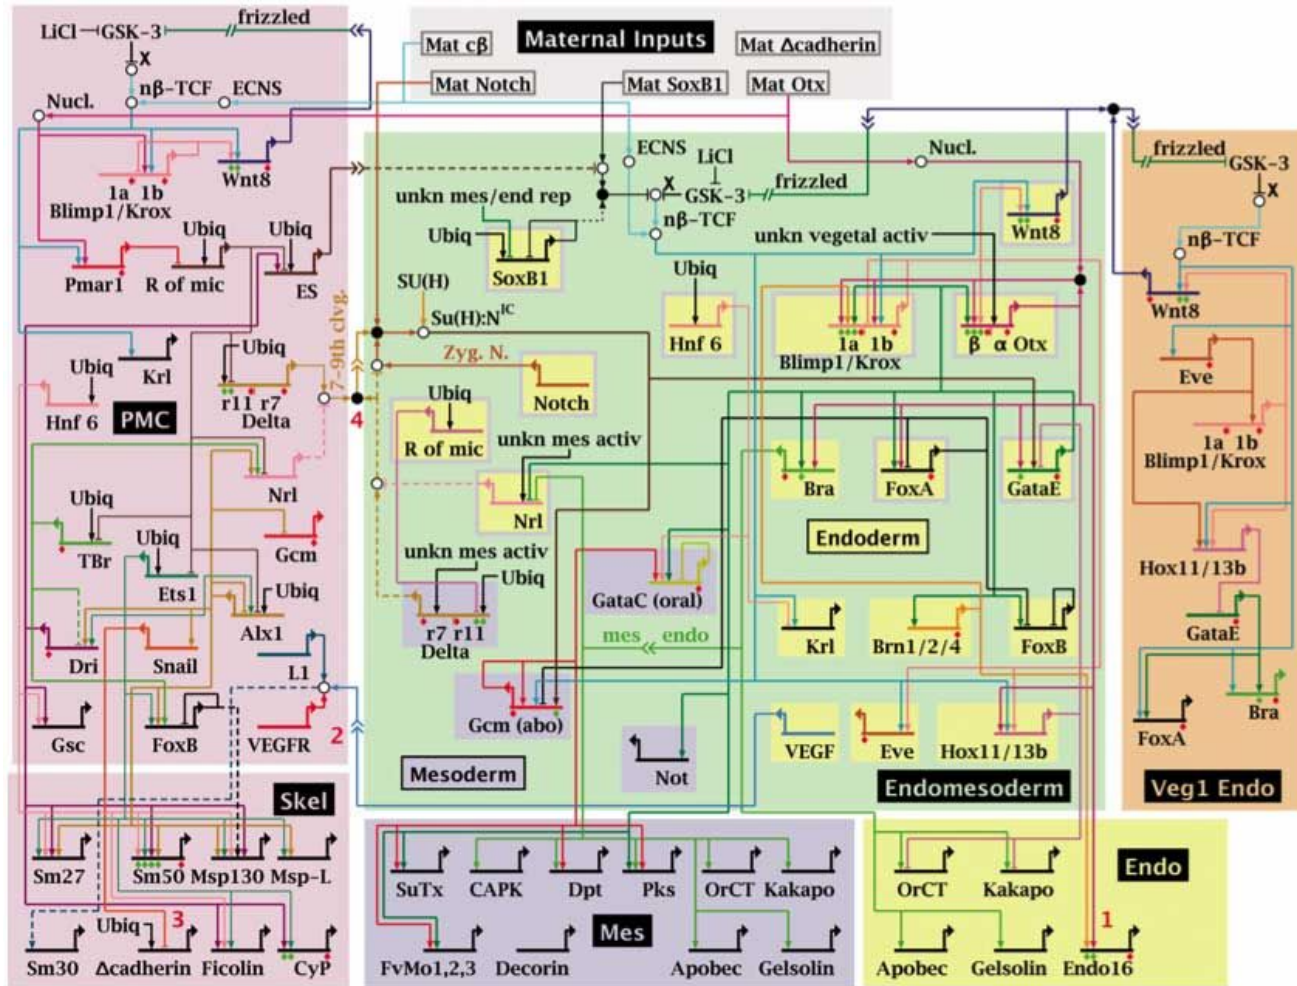 Maternal Inputs
Mat cβ
Mat Δcadherin
Mat Notch
Mat SoxB1
Mat Otx
LiCl
GSK-3
frizzled
X
nβ-TCF
ECNS
Nucl.
1a 1b
Blimp1/Krox
Wnt8
Ubiq
Ubiq
Pmar1
R of mic
ES
Krl
Ubiq
Hnf 6
PMC
Ubiq
r11 r7
Delta
7-9th clvg.
4
Nrl
Ubiq
TBr
Gcm
Ubiq
Ets1
Ubiq
Alx1
Dri
Snail
L1
Gsc
FoxB
VEGFR
2
ECNS
LiCl
X
GSK-3
frizzled
Nucl.
nβ-TCF
unkn mes/end rep
Ubiq
SoxB1
unkn vegetal activ
Wnt8
SU(H)
Su(H):N^IC
Ubiq
Hnf 6
1a 1b
Blimp1/Krox
β α Otx
Zyg. N.
Notch
Ubiq
R of mic
unkn mes activ
Nrl
Bra
FoxA
GataE
Endoderm
unkn mes activ
Ubiq
r7 r11
Delta
GataC (oral)
mes endo
Krl
Brn1/2/4
FoxB
Gcm (abo)
Not
VEGF
Eve
Hox11/13b
Mesoderm
Endomesoderm
frizzled
GSK-3
X
nβ-TCF
Wnt8
Eve
1a 1b
Blimp1/Krox
Hox11/13b
GataE
Bra
FoxA
Veg1 Endo
Skel
Sm27
Sm50
Msp130
Msp-L
3
Ubiq
Sm30
Δcadherin
Ficolin
CyP
SuTx
CAPK
Dpt
Pks
OrCT
Kakapo
Mes
FvMo1,2,3
Decorin
Apobec
Gelsolin
OrCT
Kakapo
Endo
1
Apobec
Gelsolin
Endo16